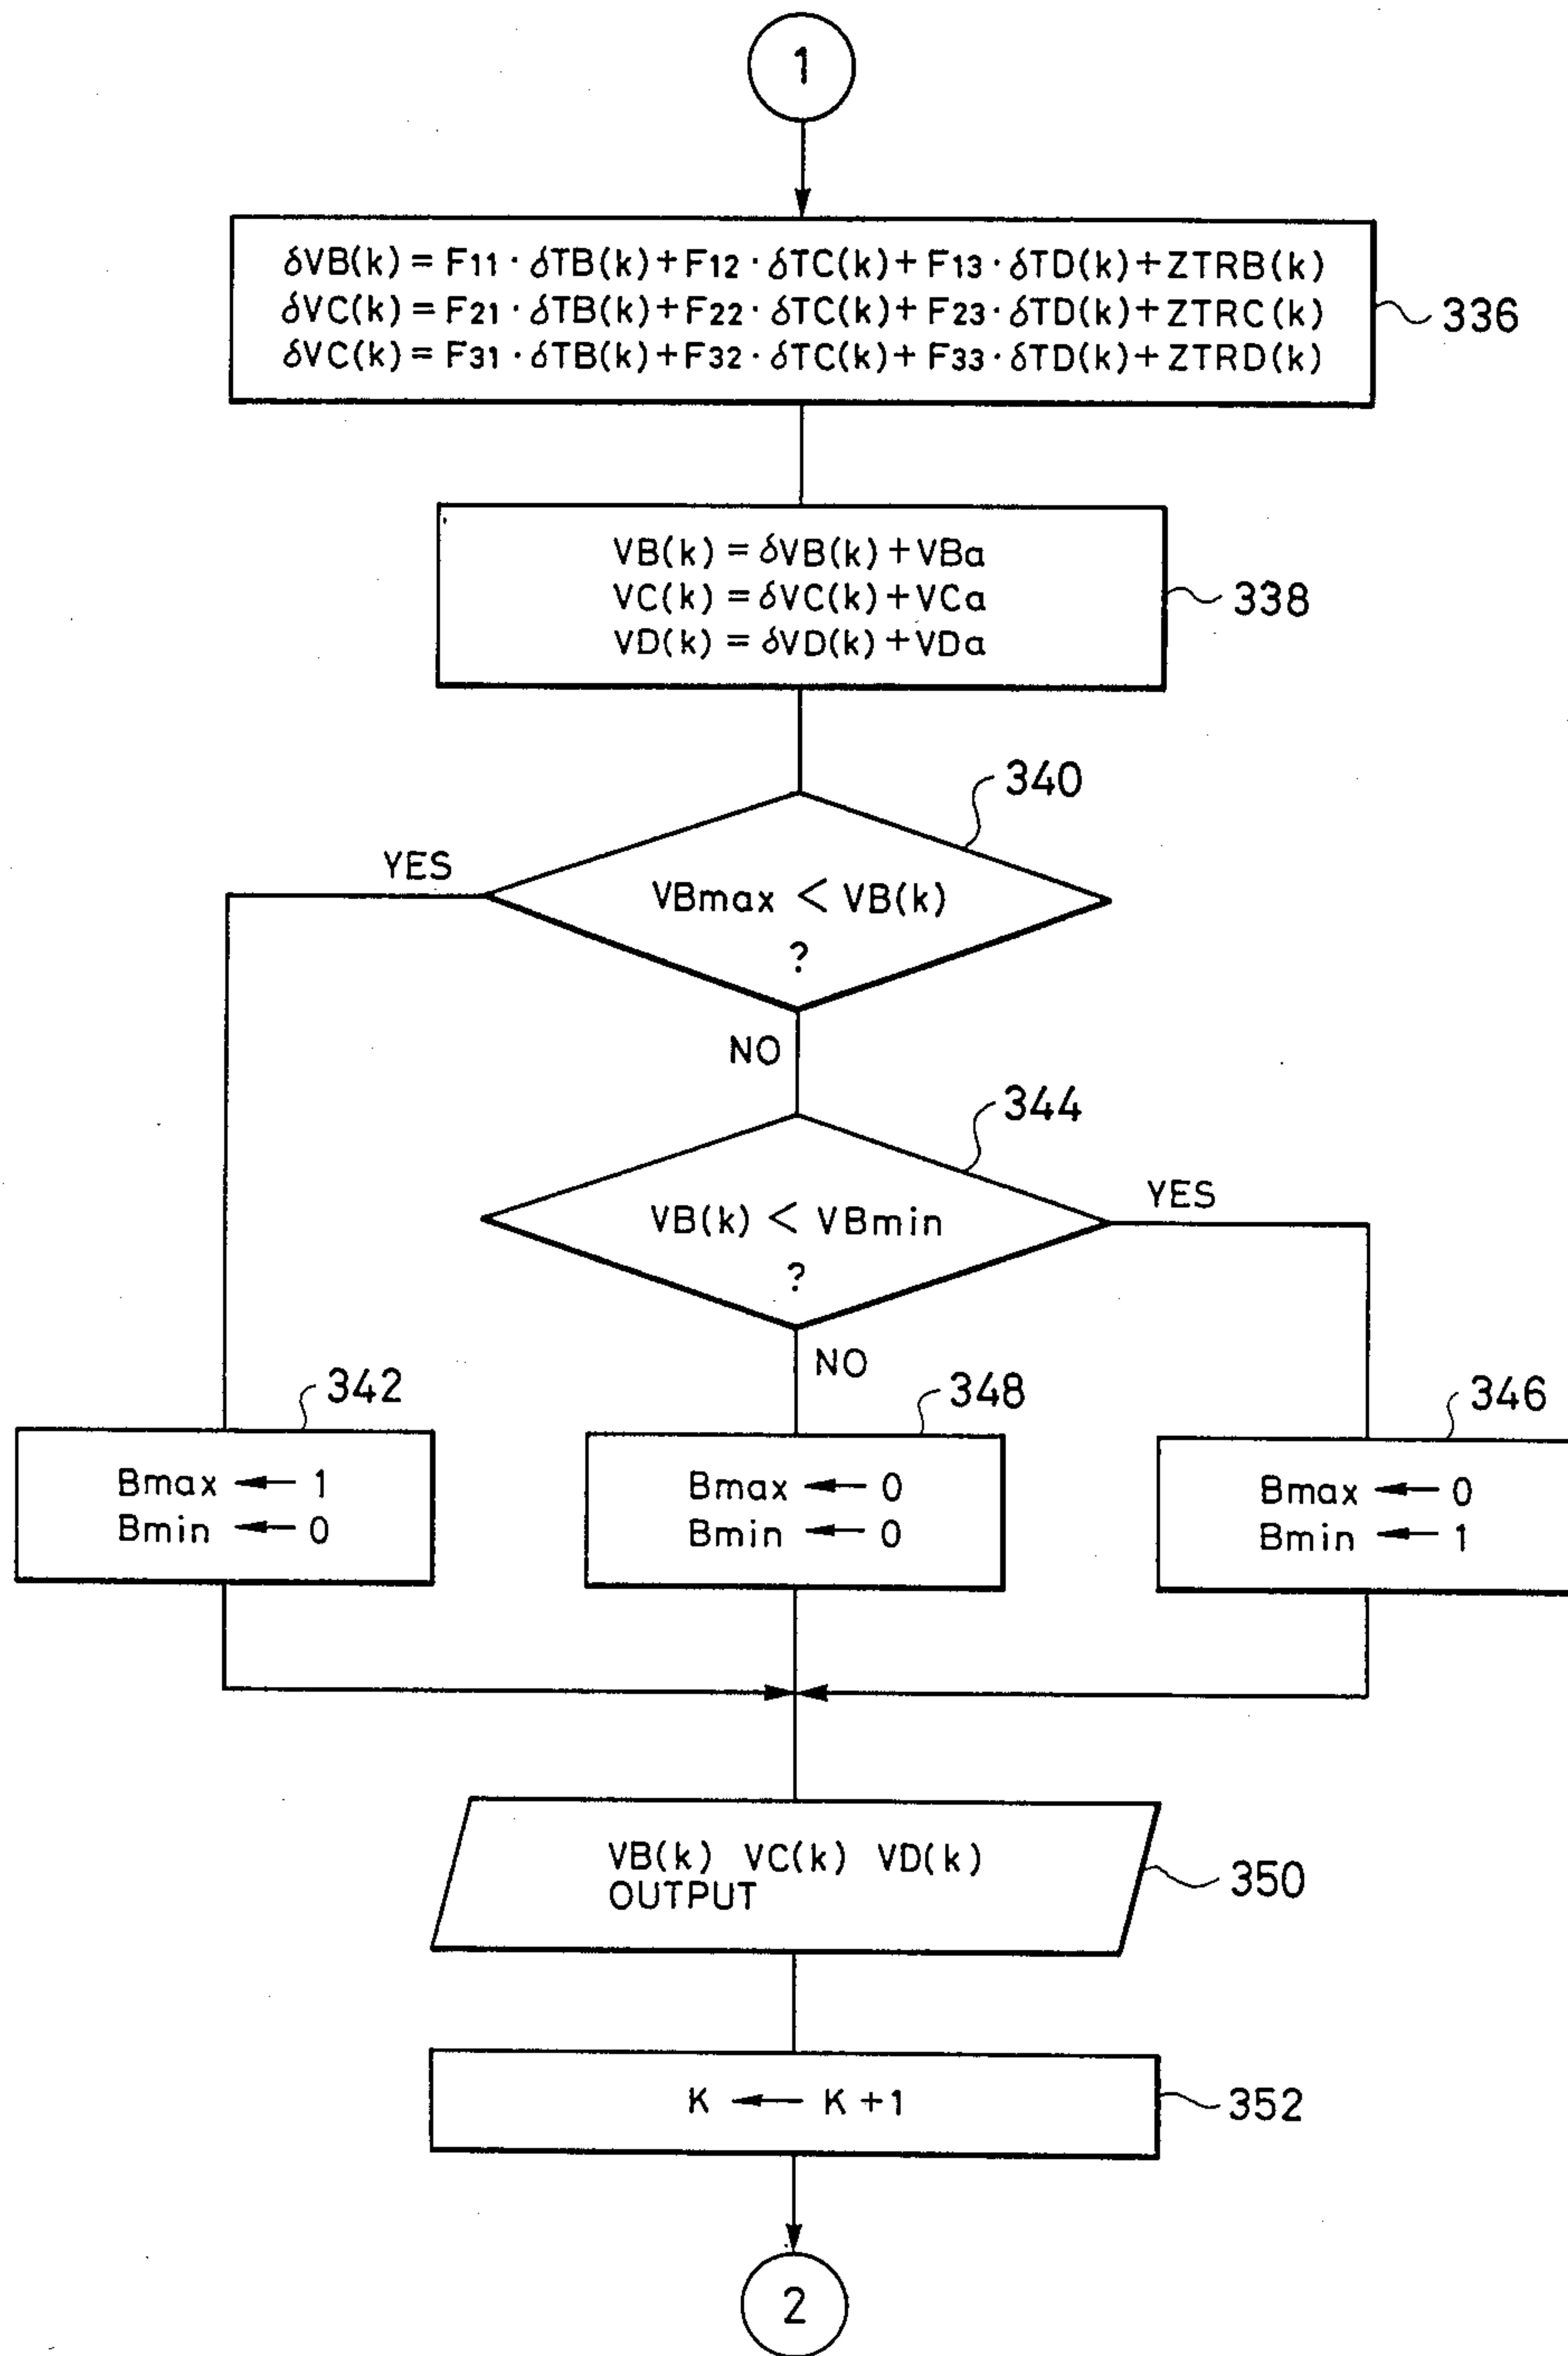 1
δVB(k) = F11 · δTB(k) + F12 · δTC(k) + F13 · δTD(k) + ZTRB(k)
δVC(k) = F21 · δTB(k) + F22 · δTC(k) + F23 · δTD(k) + ZTRC(k)
δVC(k) = F31 · δTB(k) + F32 · δTC(k) + F33 · δTD(k) + ZTRD(k)
336
VB(k) = δVB(k) + VBa
VC(k) = δVC(k) + VCa
VD(k) = δVD(k) + VDa
338
340
YES
VBmax < VB(k)
?
NO
344
YES
VB(k) < VBmin
?
NO
342
348
346
Bmax ← 1
Bmin ← 0
Bmax ← 0
Bmin ← 0
Bmax ← 0
Bmin ← 1
VB(k) VC(k) VD(k)
OUTPUT
350
K ← K + 1
352
2